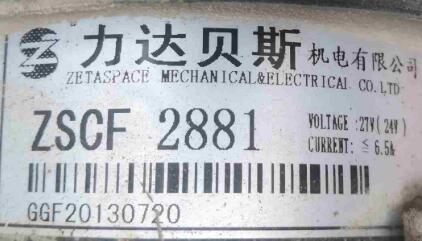 力达贝斯机电有限公司
ZETASPACE MECHANICAL&ELECTRICAL CO.LTD
ZSCF 2881
VOLTAGE :27V(24V)
CURRENT: ≦ 6.5A
GGF20130720